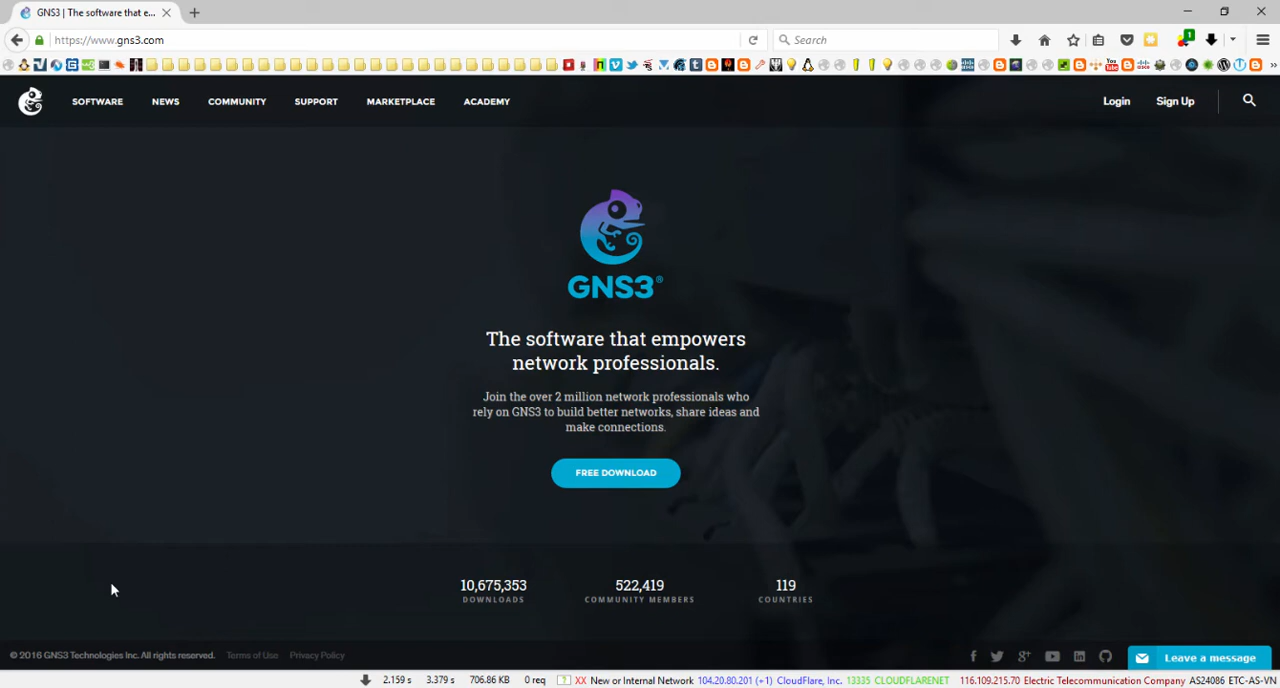 GNS3 | The software that e...
https://www.gns3.com
Search
1
SOFTWARE
NEWS
COMMUNITY
SUPPORT
MARKETPLACE
ACADEMY
Login
Sign Up
GNS3®
The software that empowers
network professionals.
Join the over 2 million network professionals who
rely on GNS3 to build better networks, share ideas and
make connections.
FREE DOWNLOAD
10,675,353
DOWNLOADS
522,419
COMMUNITY MEMBERS
119
COUNTRIES
© 2016 GNS3 Technologies Inc. All rights reserved.
Terms of Use
Privacy Policy
Leave a message
2.159 s 3.379 s 706.86 KB 0 req ? XX New or Internal Network 104.20.80.201 (+1) CloudFlare, Inc. 13335 CLOUDFLARENET 116.109.215.70 Electric Telecommunication Company AS24086 ETC-AS-VN